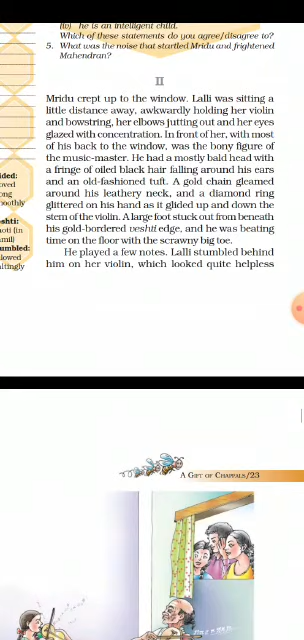 (iv) he is an intelligent child.
Which of these statements do you agree/disagree to?
5. What was the noise that startled Mridu and frightened
Mahendran?
II
Mridu crept up to the window. Lalli was sitting a
little distance away, awkwardly holding her violin
and bowstring, her elbows jutting out and her eyes
glazed with concentration. In front of her, with most
of his back to the window, was the bony figure of
the music-master. He had a mostly bald head with
a fringe of oiled black hair falling around his ears
and an old-fashioned tuft. A gold chain gleamed
around his leathery neck, and a diamond ring
glittered on his hand as it glided up and down the
stem of the violin. A large foot stuck out from beneath
his gold-bordered veshti edge, and he was beating
time on the floor with the scrawny big toe.
He played a few notes. Lalli stumbled behind
him on her violin, which looked quite helpless
A GIFT OF CHAPPALS/23